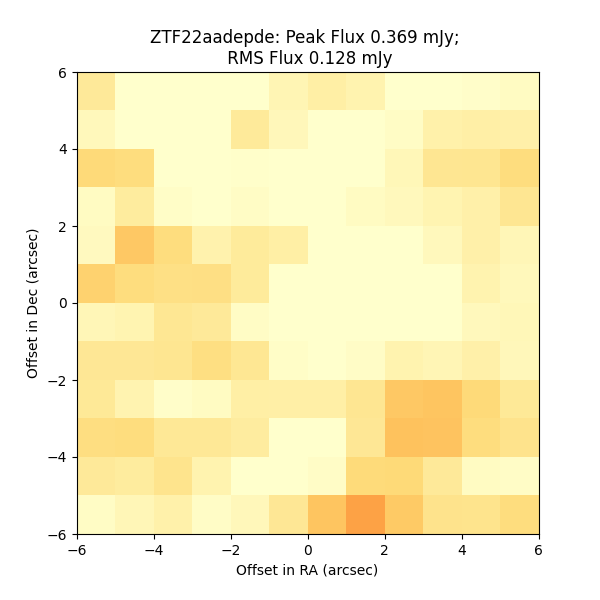 ZTF22aadepde: Peak Flux 0.369 mJy;
RMS Flux 0.128 mJy
6
4
2
0
−2
−4
−6
Offset in Dec (arcsec)
−6 −4 −2 0 2 4 6
Offset in RA (arcsec)